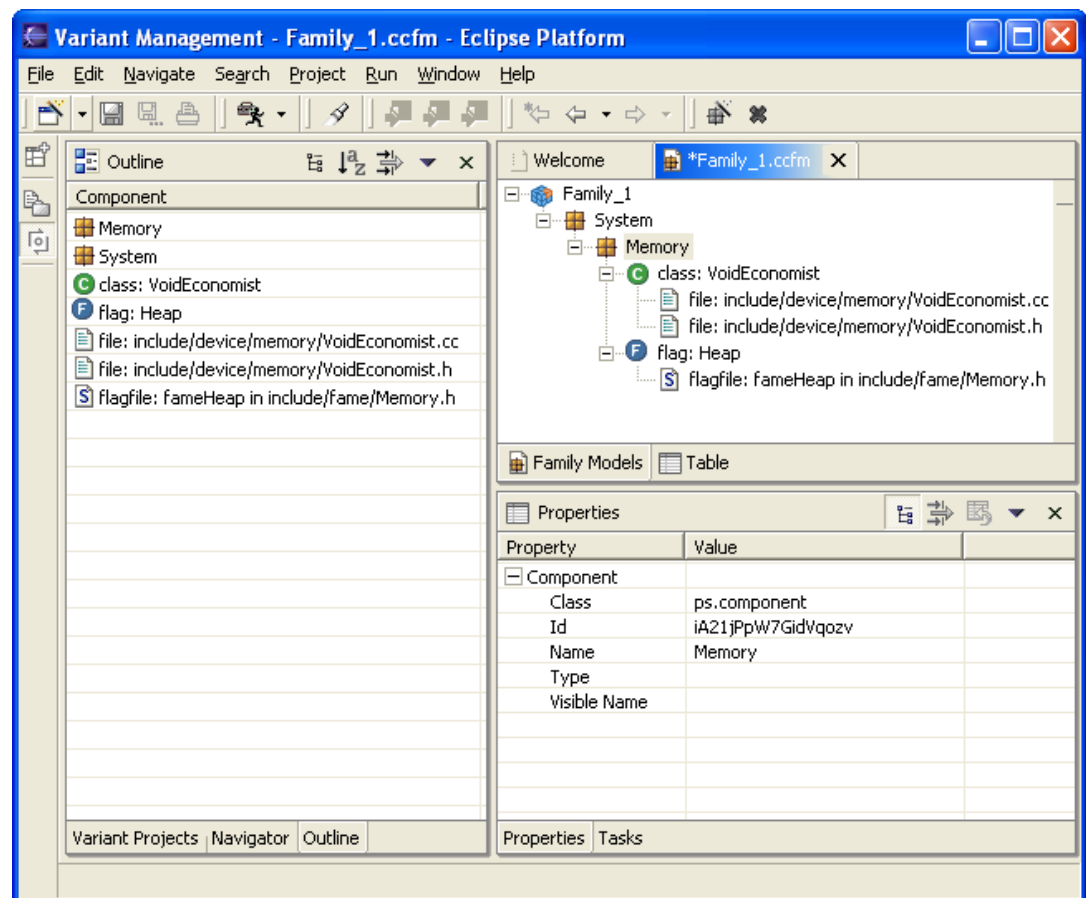 Variant Management - Family_1.ccfm - Eclipse Platform
File Edit Navigate Search Project Run Window Help
Outline
Component
Memory
System
class: VoidEconomist
flag: Heap
file: include/device/memory/VoidEconomist.cc
file: include/device/memory/VoidEconomist.h
flagfile: fameHeap in include/fame/Memory.h
Variant Projects Navigator Outline
Welcome *Family_1.ccfm
Family_1
System
Memory
class: VoidEconomist
file: include/device/memory/VoidEconomist.cc
file: include/device/memory/VoidEconomist.h
flag: Heap
flagfile: fameHeap in include/fame/Memory.h
Family Models Table
Properties
Property Value
Component
Class ps.component
Id iA21jPpW7GidVqozv
Name Memory
Type
Visible Name
Properties Tasks